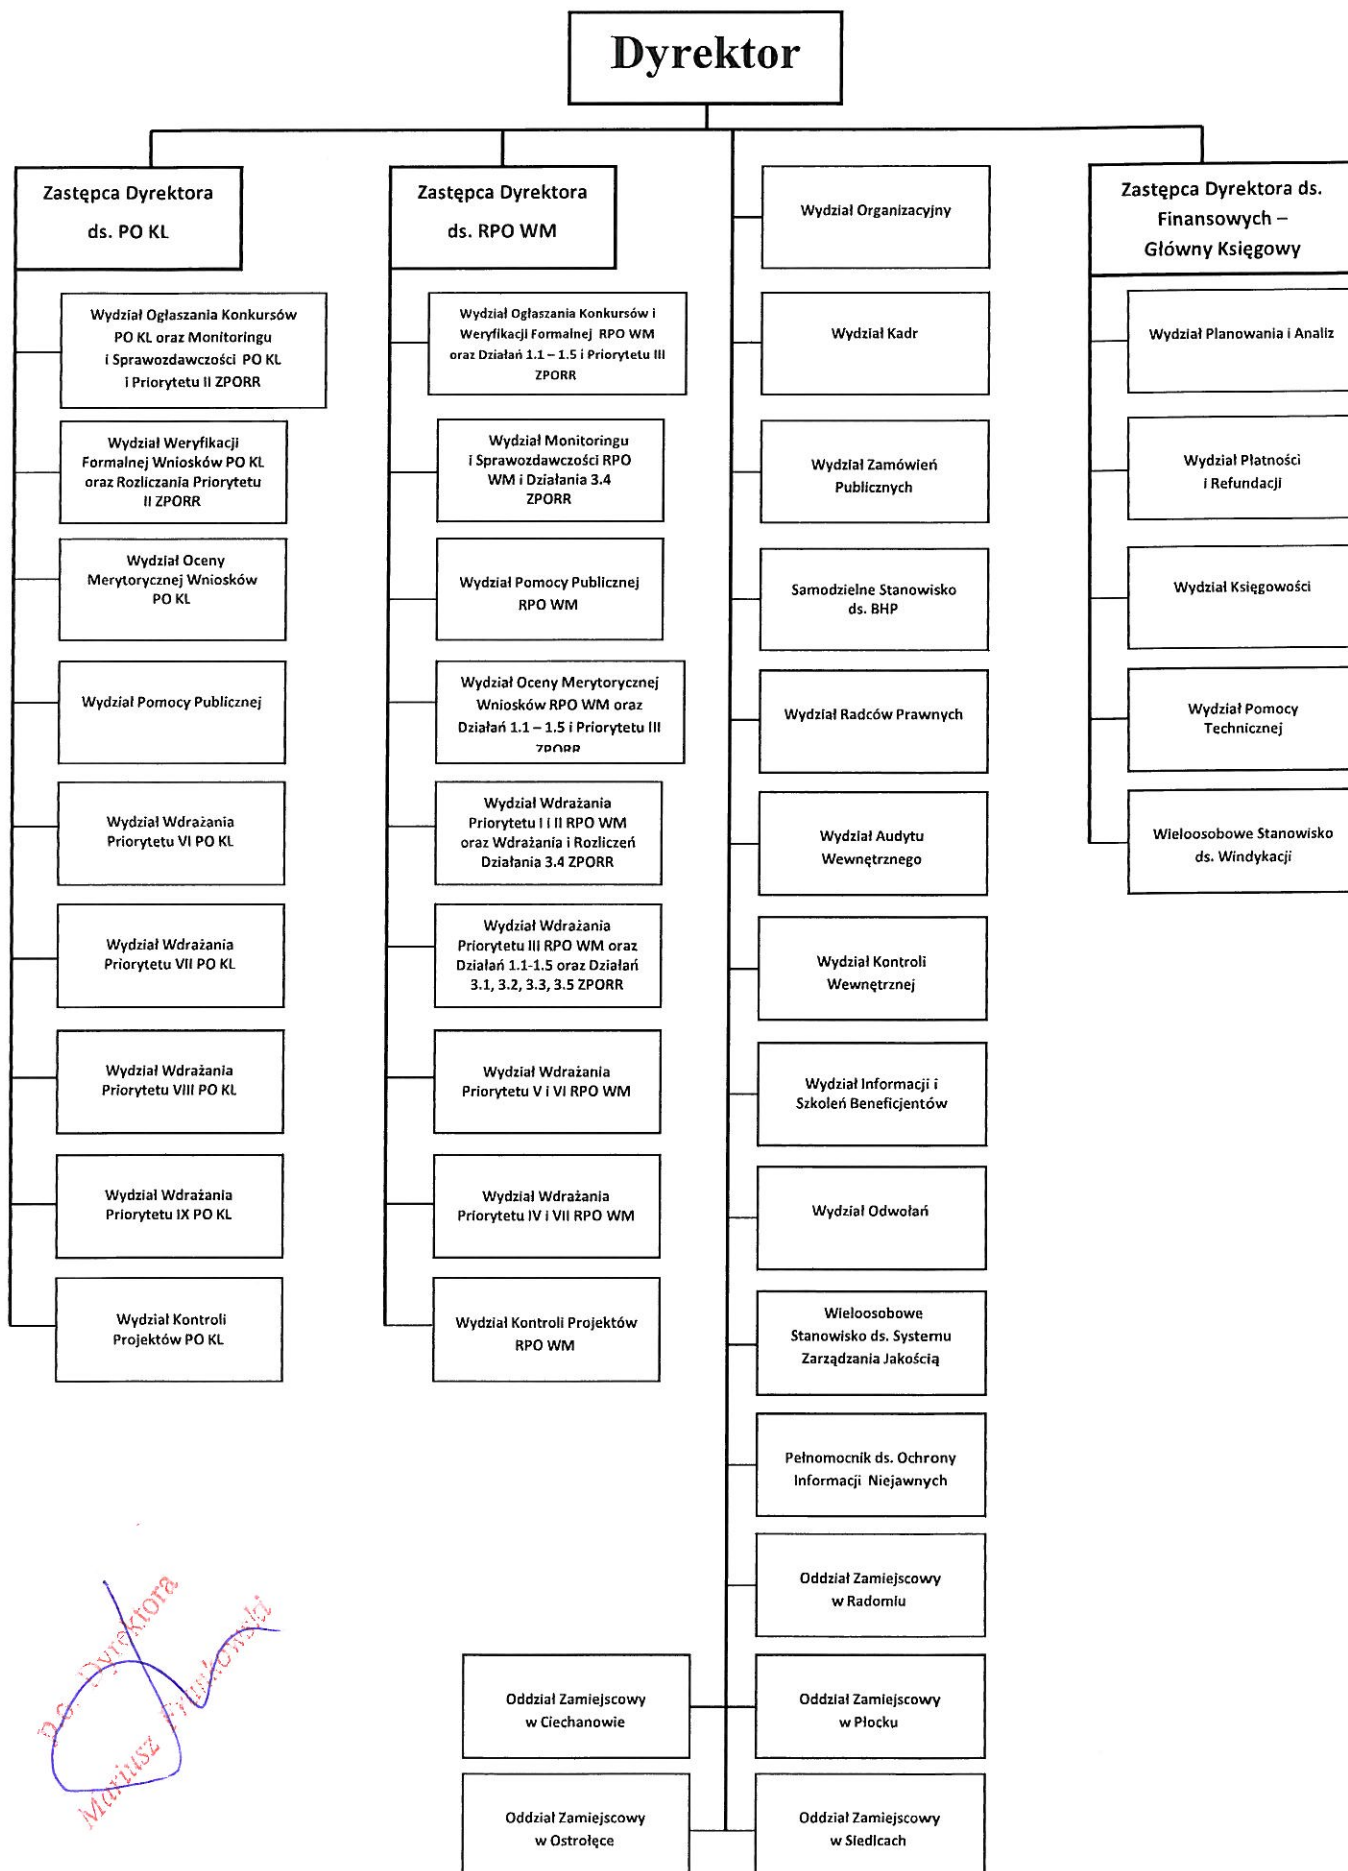 Dyrektor
Zastępca Dyrektora
ds. PO KL
Wydział Ogłaszania Konkursów
PO KL oraz Monitoringu
i Sprawozdawczości PO KL
i Priorytetu II ZPORR
Wydział Weryfikacji
Formalnej Wniosków PO KL
oraz Rozliczania Priorytetu
II ZPORR
Wydział Oceny
Merytorycznej Wniosków
PO KL
Wydział Pomocy Publicznej
Wydział Wdrażania
Priorytetu VI PO KL
Wydział Wdrażania
Priorytetu VII PO KL
Wydział Wdrażania
Priorytetu VIII PO KL
Wydział Wdrażania
Priorytetu IX PO KL
Wydział Kontroli
Projektów PO KL
Zastępca Dyrektora
ds. RPO WM
Wydział Ogłaszania Konkursów i
Weryfikacji Formalnej RPO WM
oraz Działań 1.1 – 1.5 i Priorytetu III
ZPORR
Wydział Monitoringu
i Sprawozdawczości RPO
WM i Działania 3.4
ZPORR
Wydział Pomocy Publicznej
RPO WM
Wydział Oceny Merytorycznej
Wniosków RPO WM oraz
Działań 1.1 – 1.5 i Priorytetu III
ZPORR
Wydział Wdrażania
Priorytetu I i II RPO WM
oraz Wdrażania i Rozliczeń
Działania 3.4 ZPORR
Wydział Wdrażania
Priorytetu III RPO WM oraz
Działań 1.1-1.5 oraz Działań
3.1, 3.2, 3.3, 3.5 ZPORR
Wydział Wdrażania
Priorytetu V i VI RPO WM
Wydział Wdrażania
Priorytetu IV i VII RPO WM
Wydział Kontroli Projektów
RPO WM
Wydział Organizacyjny
Wydział Kadr
Wydział Zamówień
Publicznych
Samodzielne Stanowisko
ds. BHP
Wydział Radców Prawnych
Wydział Audytu
Wewnętrznego
Wydział Kontroli
Wewnętrznej
Wydział Informacji i
Szkoleń Beneficjentów
Wydział Odwołań
Wieloosobowe
Stanowisko ds. Systemu
Zarządzania Jakością
Pełnomocnik ds. Ochrony
Informacji Niejawnych
Oddział Zamiejscowy
w Radomiu
Oddział Zamiejscowy
w Ciechanowie
Oddział Zamiejscowy
w Płocku
Oddział Zamiejscowy
w Ostrołęce
Oddział Zamiejscowy
w Siedlcach
Zastępca Dyrektora ds.
Finansowych –
Główny Księgowy
Wydział Planowania i Analiz
Wydział Płatności
i Refundacji
Wydział Księgowości
Wydział Pomocy
Technicznej
Wieloosobowe Stanowisko
ds. Windykacji
p.o. Dyrektora
Mariusz